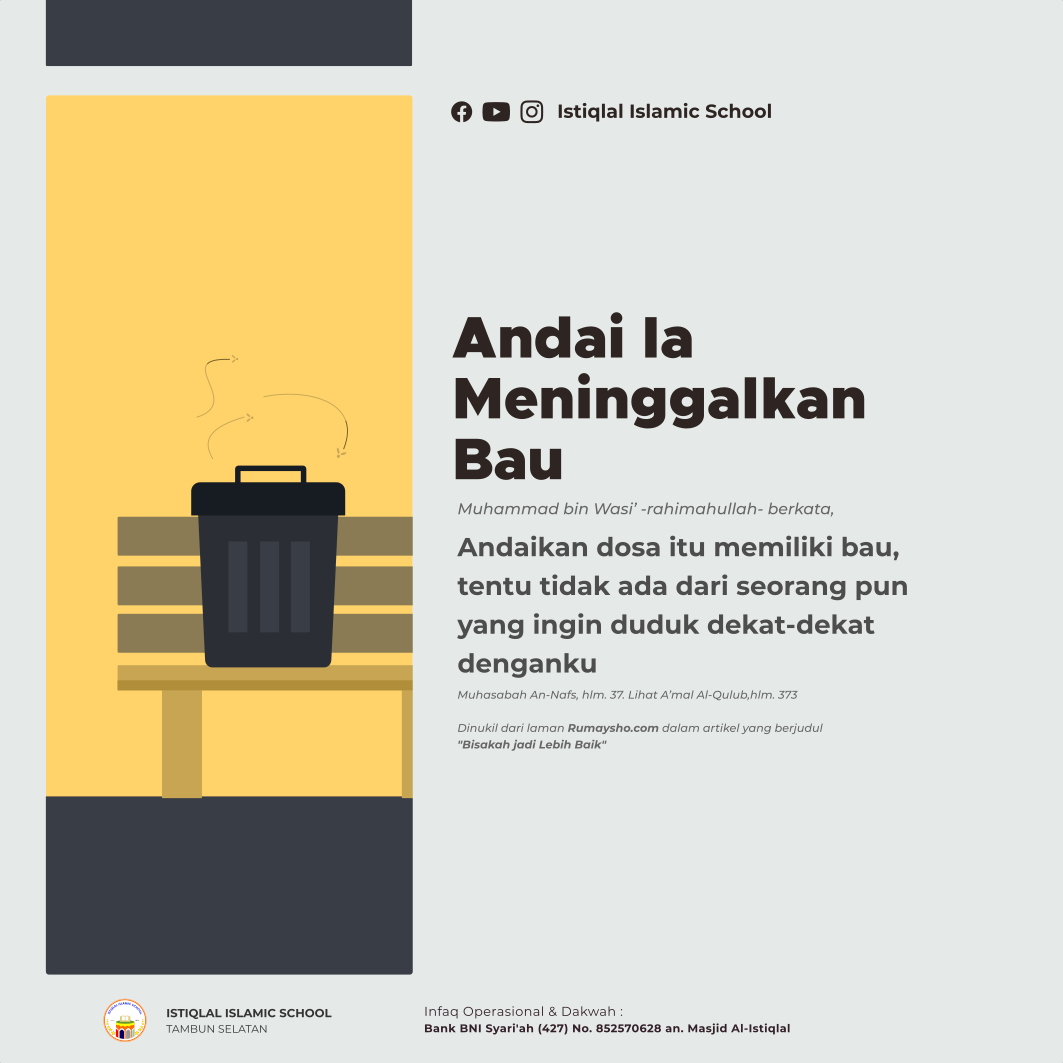 Istiqlal Islamic School
Andai Ia
Meninggalkan
Bau
Muhammad bin Wasi' -rahimahullah- berkata,
Andaikan dosa itu memiliki bau,
tentu tidak ada dari seorang pun
yang ingin duduk dekat-dekat
denganku
Muhasabah An-Nafs, hlm. 37. Lihat A'mal Al-Qulub,hlm. 373
Dinukil dari laman Rumaysho.com dalam artikel yang berjudul
"Bisakah jadi Lebih Baik"
ISTIQLAL ISLAMIC SCHOOL
TAMBUN SELATAN
Infaq Operasional & Dakwah :
Bank BNI Syari'ah (427) No. 852570628 an. Masjid Al-Istiqlal